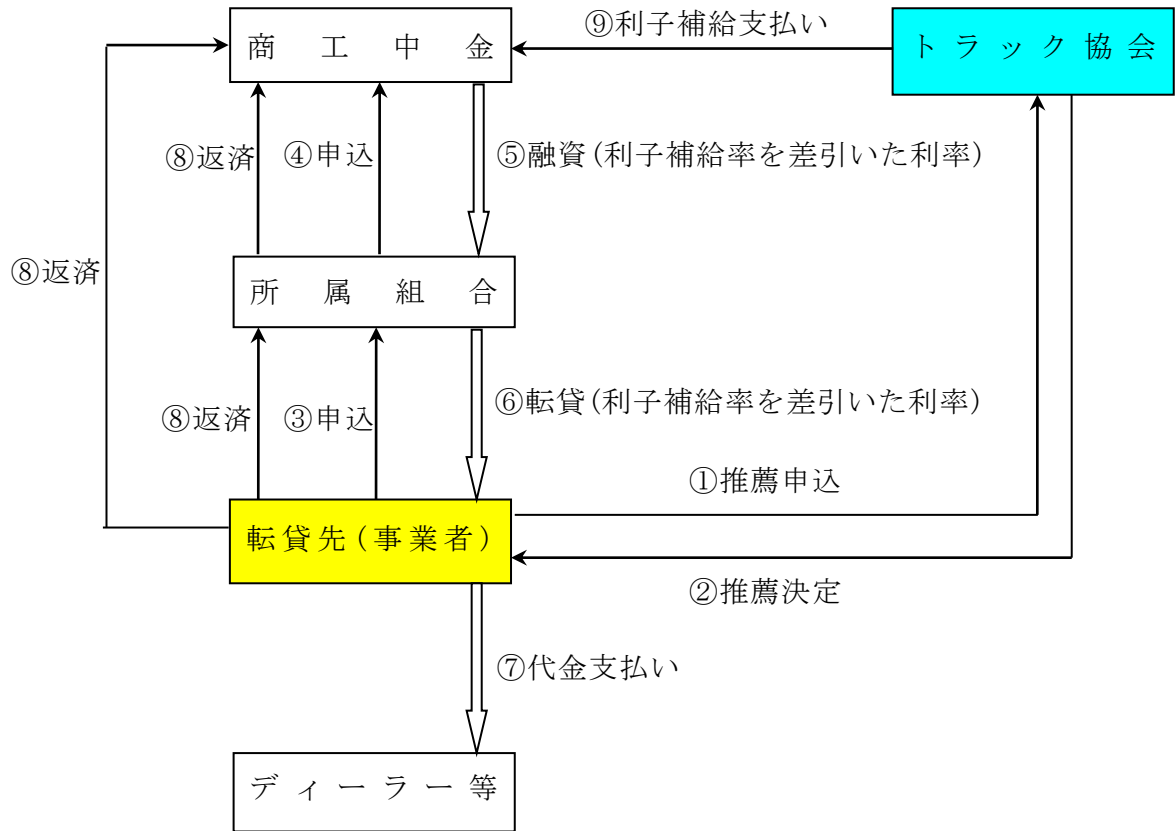 ⑨利子補給支払い
商工中金
トラック協会
⑧返済
④申込
⑤融資(利子補給率を差引いた利率)
⑧返済
所属組合
⑧返済
③申込
⑥転貸(利子補給率を差引いた利率)
①推薦申込
転貸先(事業者)
②推薦決定
⑦代金支払い
ディーラー等